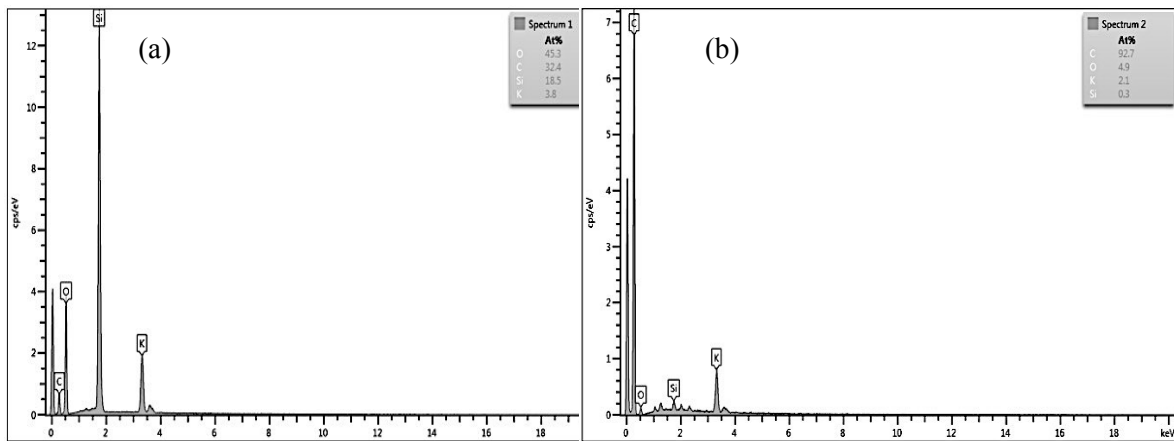 (a)
Spectrum 1
At%
O 45.3
C 32.4
Si 18.5
K 3.8
Si
O
C
K
cps/eV
12
10
8
6
4
2
0
0 2 4 6 8 10 12 14 16 18
(b)
Spectrum 2
At%
C 92.7
O 4.9
K 2.1
Si 0.3
C
O
Si
K
cps/eV
7
6
5
4
3
2
1
0
0 2 4 6 8 10 12 14 16 18 keV